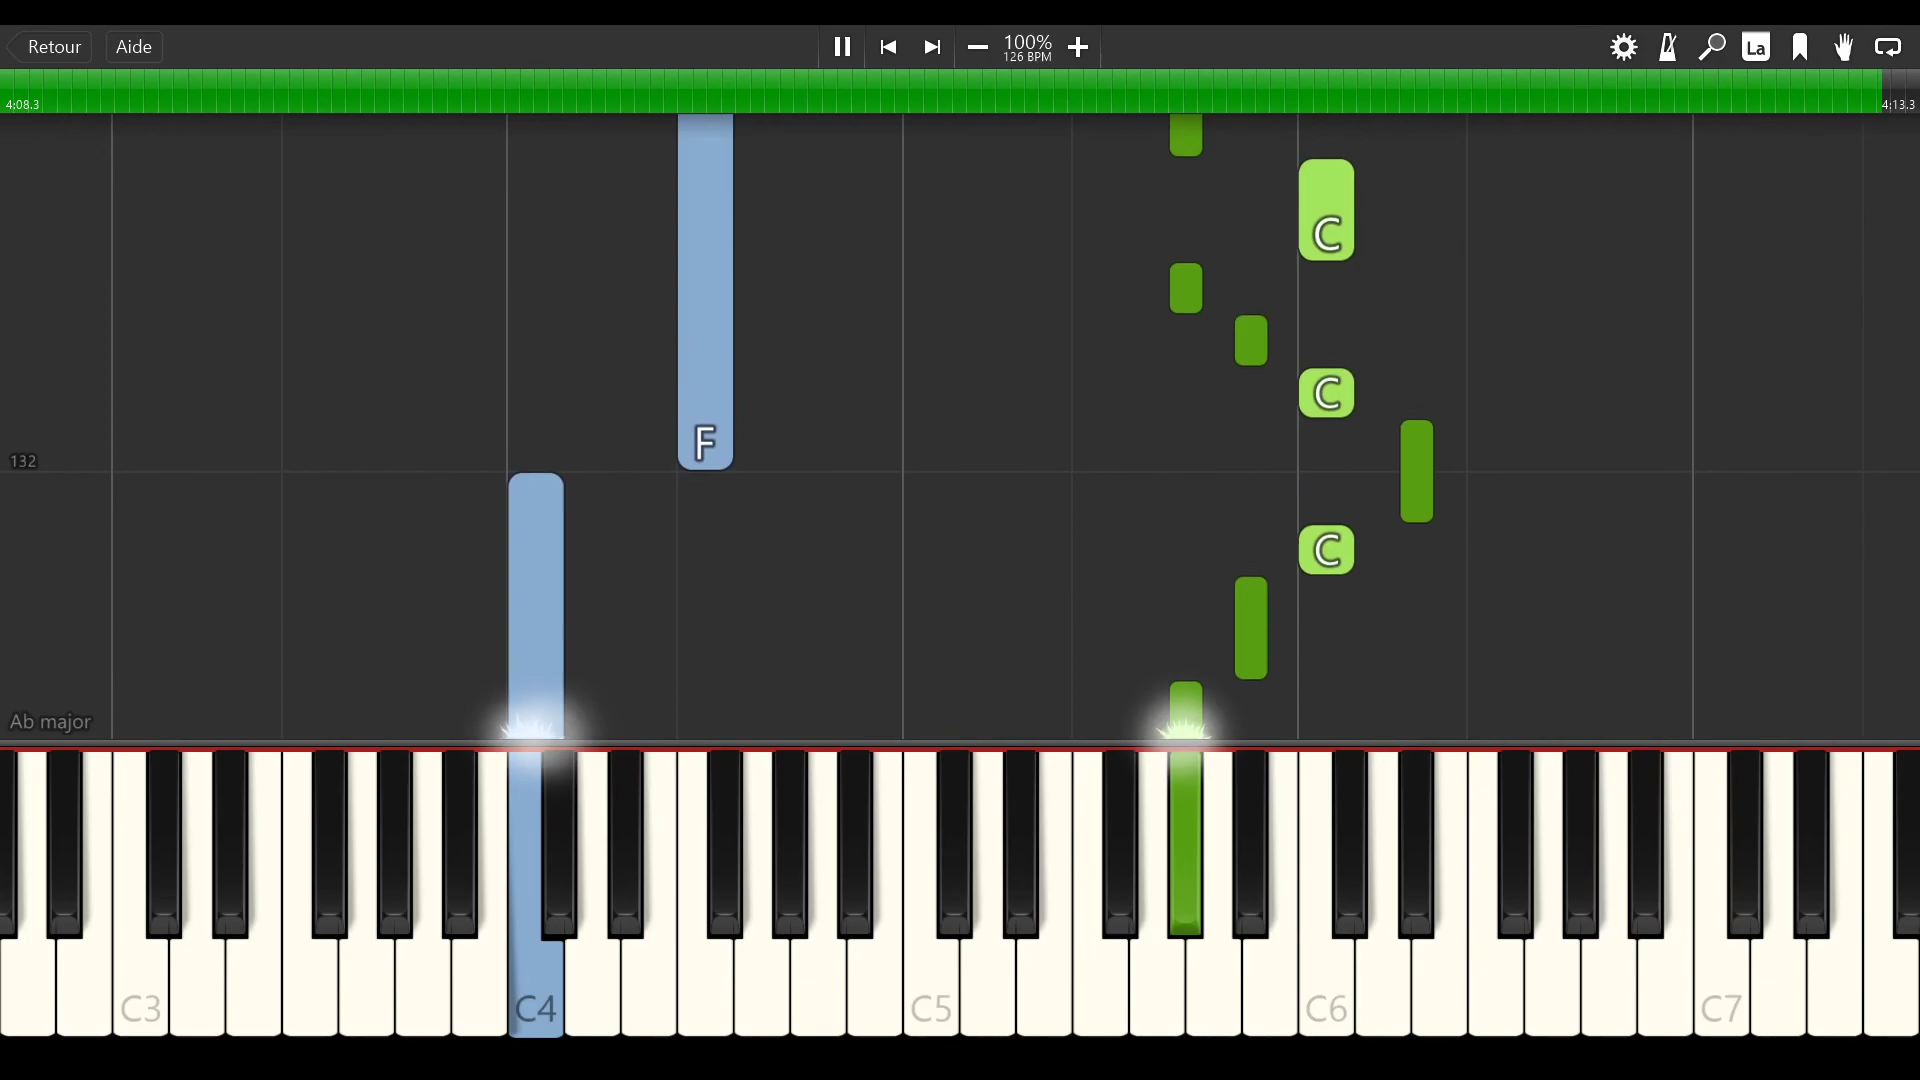 Retour Aide 100% La
126 BPM
4:08.3 4:13.3
C
C
F
132
C
Ab major
C3 C4 C5 C6 C7